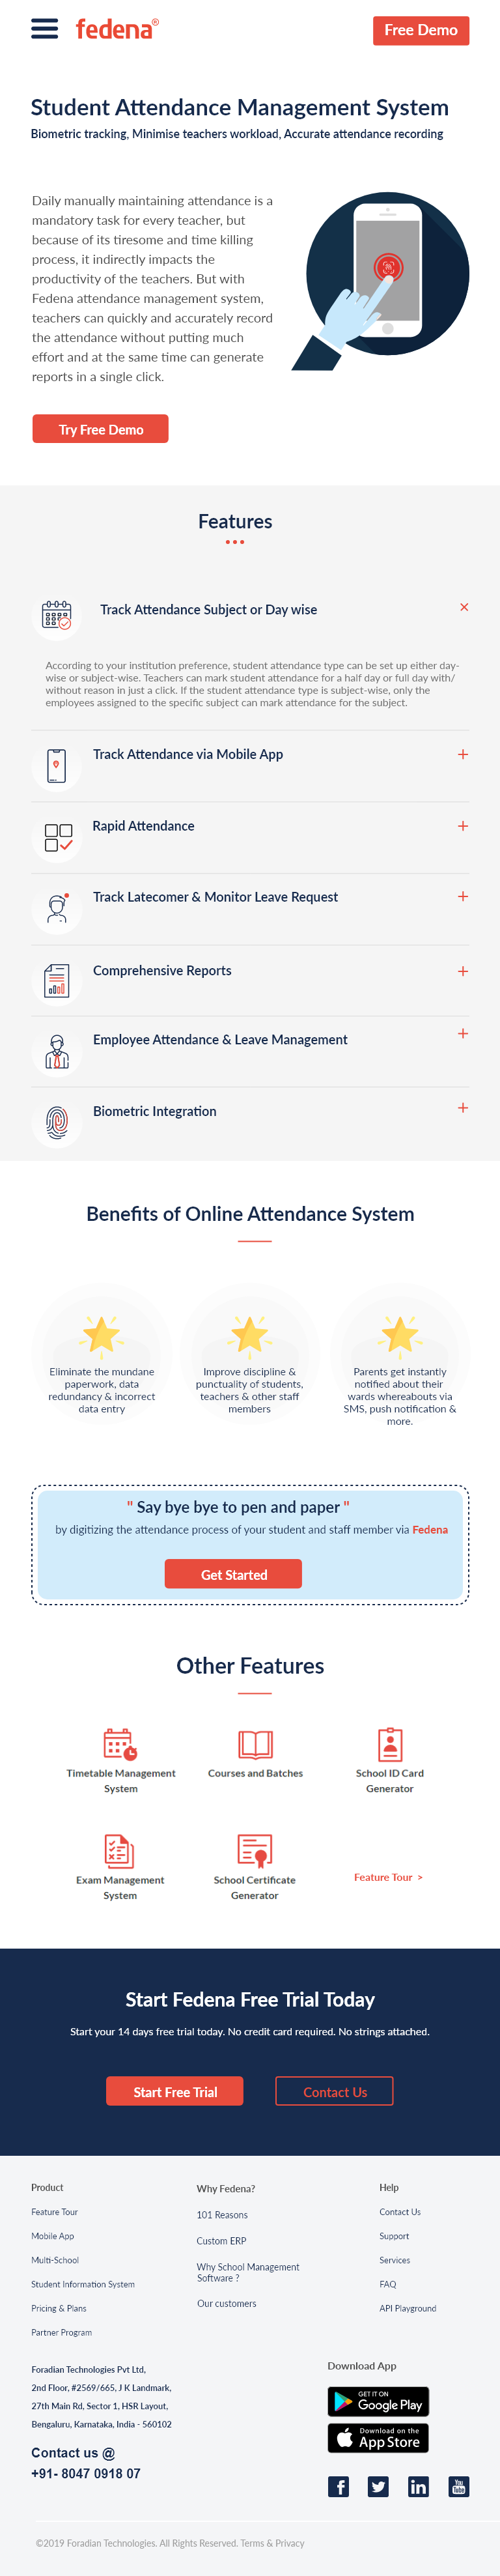 fedena®
Free Demo
Student Attendance Management System
Biometric tracking, Minimise teachers workload, Accurate attendance recording
Daily manually maintaining attendance is a
mandatory task for every teacher, but
because of its tiresome and time killing
process, it indirectly impacts the
productivity of the teachers. But with
Fedena attendance management system,
teachers can quickly and accurately record
the attendance without putting much
effort and at the same time can generate
reports in a single click.
Try Free Demo
Features
Track Attendance Subject or Day wise
According to your institution preference, student attendance type can be set up either day-
wise or subject-wise. Teachers can mark student attendance for a half day or full day with/
without reason in just a click. If the student attendance type is subject-wise, only the
employees assigned to the specific subject can mark attendance for the subject.
Track Attendance via Mobile App
Rapid Attendance
Track Latecomer & Monitor Leave Request
Comprehensive Reports
Employee Attendance & Leave Management
Biometric Integration
Benefits of Online Attendance System
Eliminate the mundane
paperwork, data
redundancy & incorrect
data entry
Improve discipline &
punctuality of students,
teachers & other staff
members
Parents get instantly
notified about their
wards whereabouts via
SMS, push notification &
more.
" Say bye bye to pen and paper "
by digitizing the attendance process of your student and staff member via Fedena
Get Started
Other Features
Timetable Management
System
Courses and Batches
School ID Card
Generator
Exam Management
System
School Certificate
Generator
Feature Tour >
Start Fedena Free Trial Today
Start your 14 days free trial today. No credit card required. No strings attached.
Start Free Trial
Contact Us
Product
Feature Tour
Mobile App
Multi-School
Student Information System
Pricing & Plans
Partner Program
Why Fedena?
101 Reasons
Custom ERP
Why School Management
Software ?
Our customers
Help
Contact Us
Support
Services
FAQ
API Playground
Foradian Technologies Pvt Ltd,
2nd Floor, #2569/665, J K Landmark,
27th Main Rd, Sector 1, HSR Layout,
Bengaluru, Karnataka, India - 560102
Contact us @
+91- 8047 0918 07
Download App
GET IT ON
Google Play
Download on the
App Store
You
Tube
©2019 Foradian Technologies. All Rights Reserved. Terms & Privacy